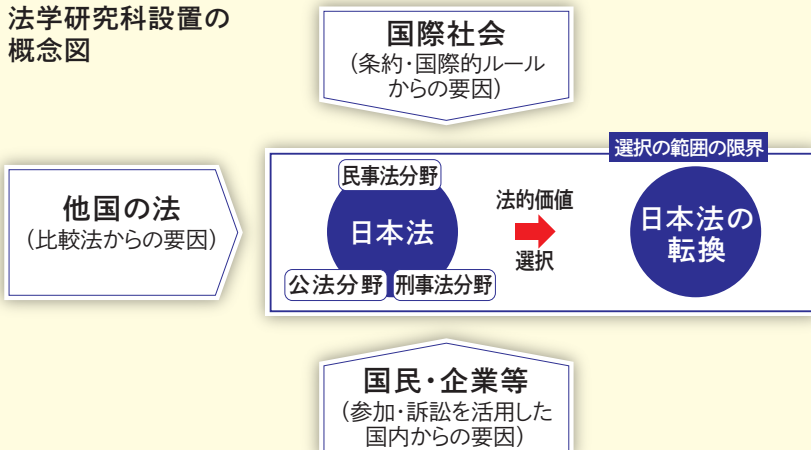 法学研究科設置の
概念図
国際社会
(条約・国際的ルール
からの要因)
選択の範囲の限界
他国の法
(比較法からの要因)
民事法分野
日本法
公法分野
刑事法分野
法的価値
選択
日本法の
転換
国民・企業等
(参加・訴訟を活用した
国内からの要因)